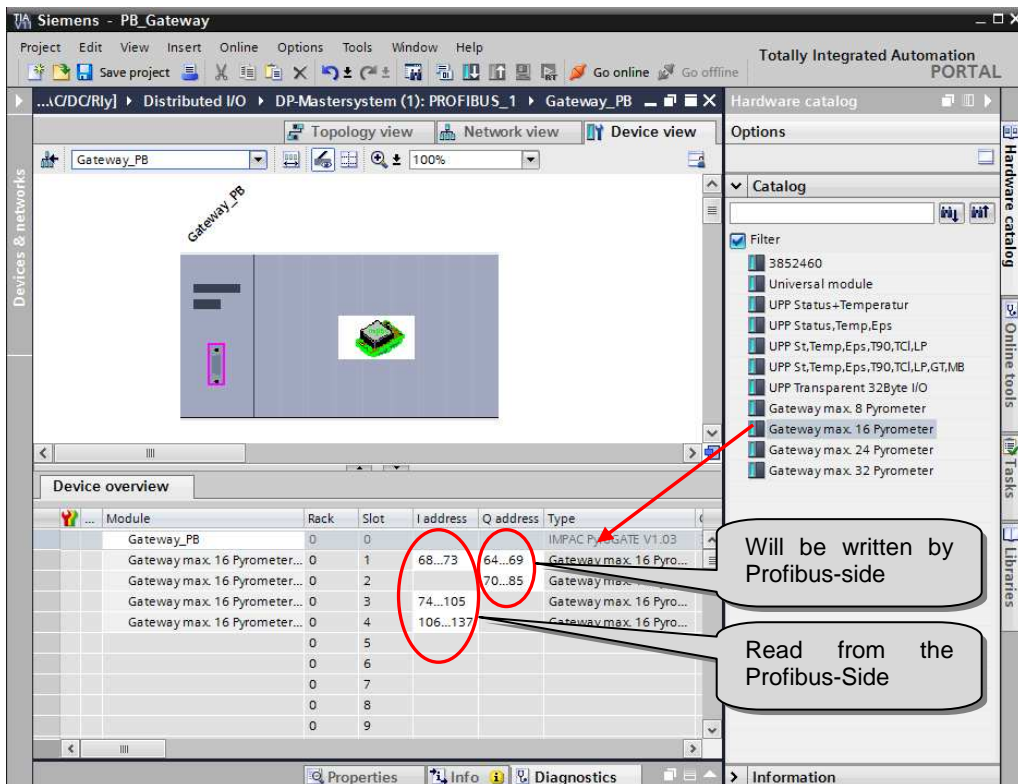 Siemens - PB_Gateway
Project Edit View Insert Online Options Tools Window Help
Totally Integrated Automation
PORTAL
Save project
Go online
Go offline
...\C/DC/Rly] ▸ Distributed I/O ▸ DP-Mastersystem (1): PROFIBUS_1 ▸ Gateway_PB
Topology view
Network view
Device view
Gateway_PB
100%
Devices & networks
Gateway_PB
Device overview
... Module Rack Slot I address Q address Type
Gateway_PB 0 0 IMPAC PyroGATE V1.03
Gateway max. 16 Pyrometer... 0 1 68...73 64...69 Gateway max. 16 Pyro...
Gateway max. 16 Pyrometer... 0 2 70...85 Gateway max. 16 Pyro...
Gateway max. 16 Pyrometer... 0 3 74...105 Gateway max. 16 Pyro...
Gateway max. 16 Pyrometer... 0 4 106...137 Gateway max. 16 Pyro...
0 5
0 6
0 7
0 8
0 9
Properties
Info
Diagnostics
Hardware catalog
Options
Catalog
Filter
3852460
Universal module
UPP Status+Temperatur
UPP Status,Temp,Eps
UPP St,Temp,Eps,T90,TCl,LP
UPP St,Temp,Eps,T90,TCl,LP,GT,MB
UPP Transparent 32Byte I/O
Gateway max. 8 Pyrometer
Gateway max. 16 Pyrometer
Gateway max. 24 Pyrometer
Gateway max. 32 Pyrometer
Information
Hardware catalog
Online tools
Tasks
Libraries
Will be written by
Profibus-side
Read from the
Profibus-Side